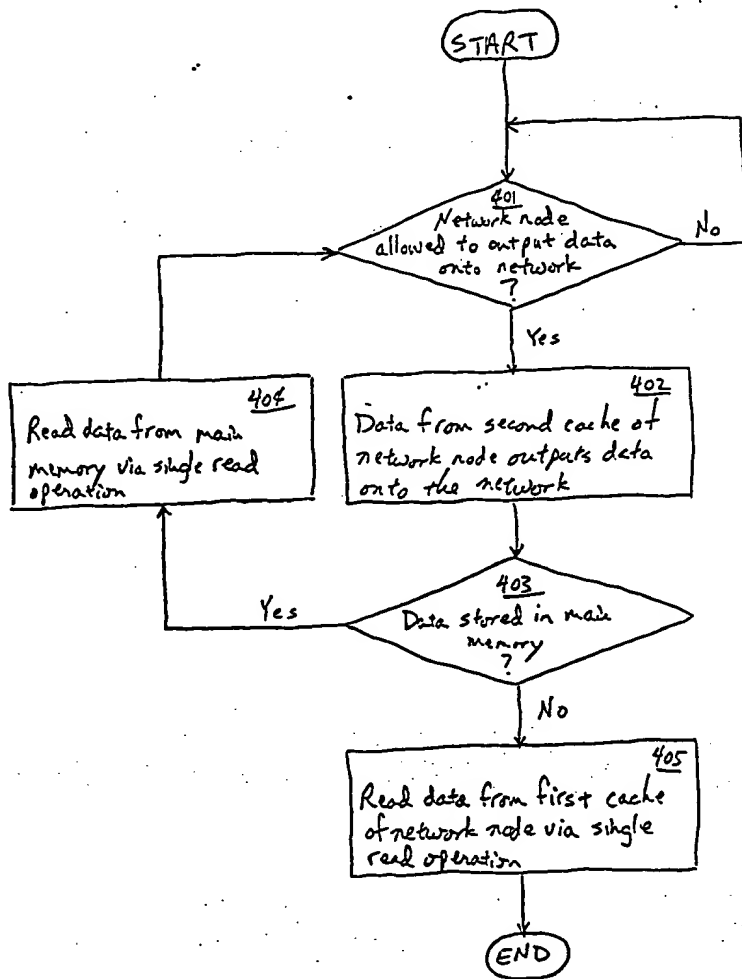 START
401
Network node
allowed to output data
onto network
?
No
Yes
404
Read data from main
memory via single read
operation
402
Data from second cache of
network node outputs data
onto the network
403
Data stored in main
memory
?
Yes
No
405
Read data from first cache
of network node via single
read operation
END